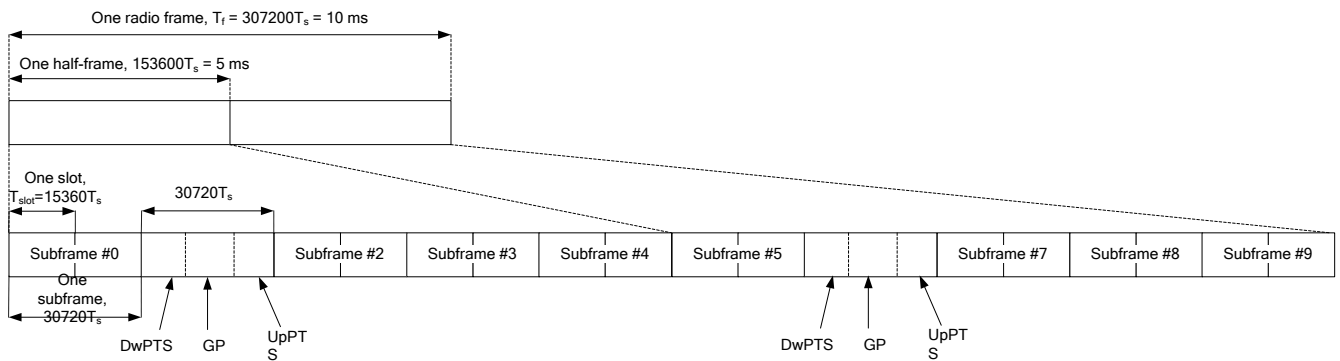 One radio frame, Tf = 307200Ts = 10 ms
One half-frame, 153600Ts = 5 ms
One slot,
Tslot=15360Ts
30720Ts
Subframe #0
Subframe #2
Subframe #3
Subframe #4
Subframe #5
Subframe #7
Subframe #8
Subframe #9
One
subframe,
30720Ts
DwPTS
GP
UpPT
S
DwPTS
GP
UpPT
S